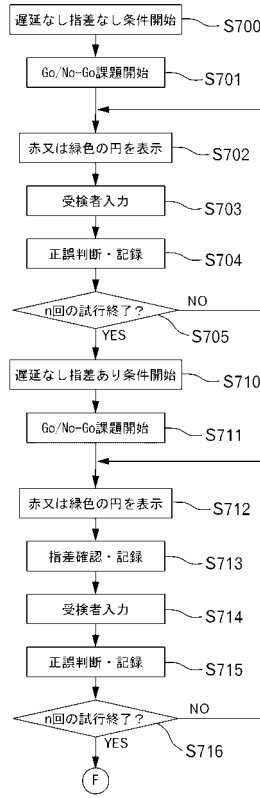 遅延なし指差なし条件開始
S700
Go/No-Go課題開始
S701
赤又は緑色の円を表示
S702
受検者入力
S703
正誤判断・記録
S704
n回の試行終了？
NO
S705
YES
遅延なし指差あり条件開始
S710
Go/No-Go課題開始
S711
赤又は緑色の円を表示
S712
指差確認・記録
S713
受検者入力
S714
正誤判断・記録
S715
n回の試行終了？
NO
YES
S716
F